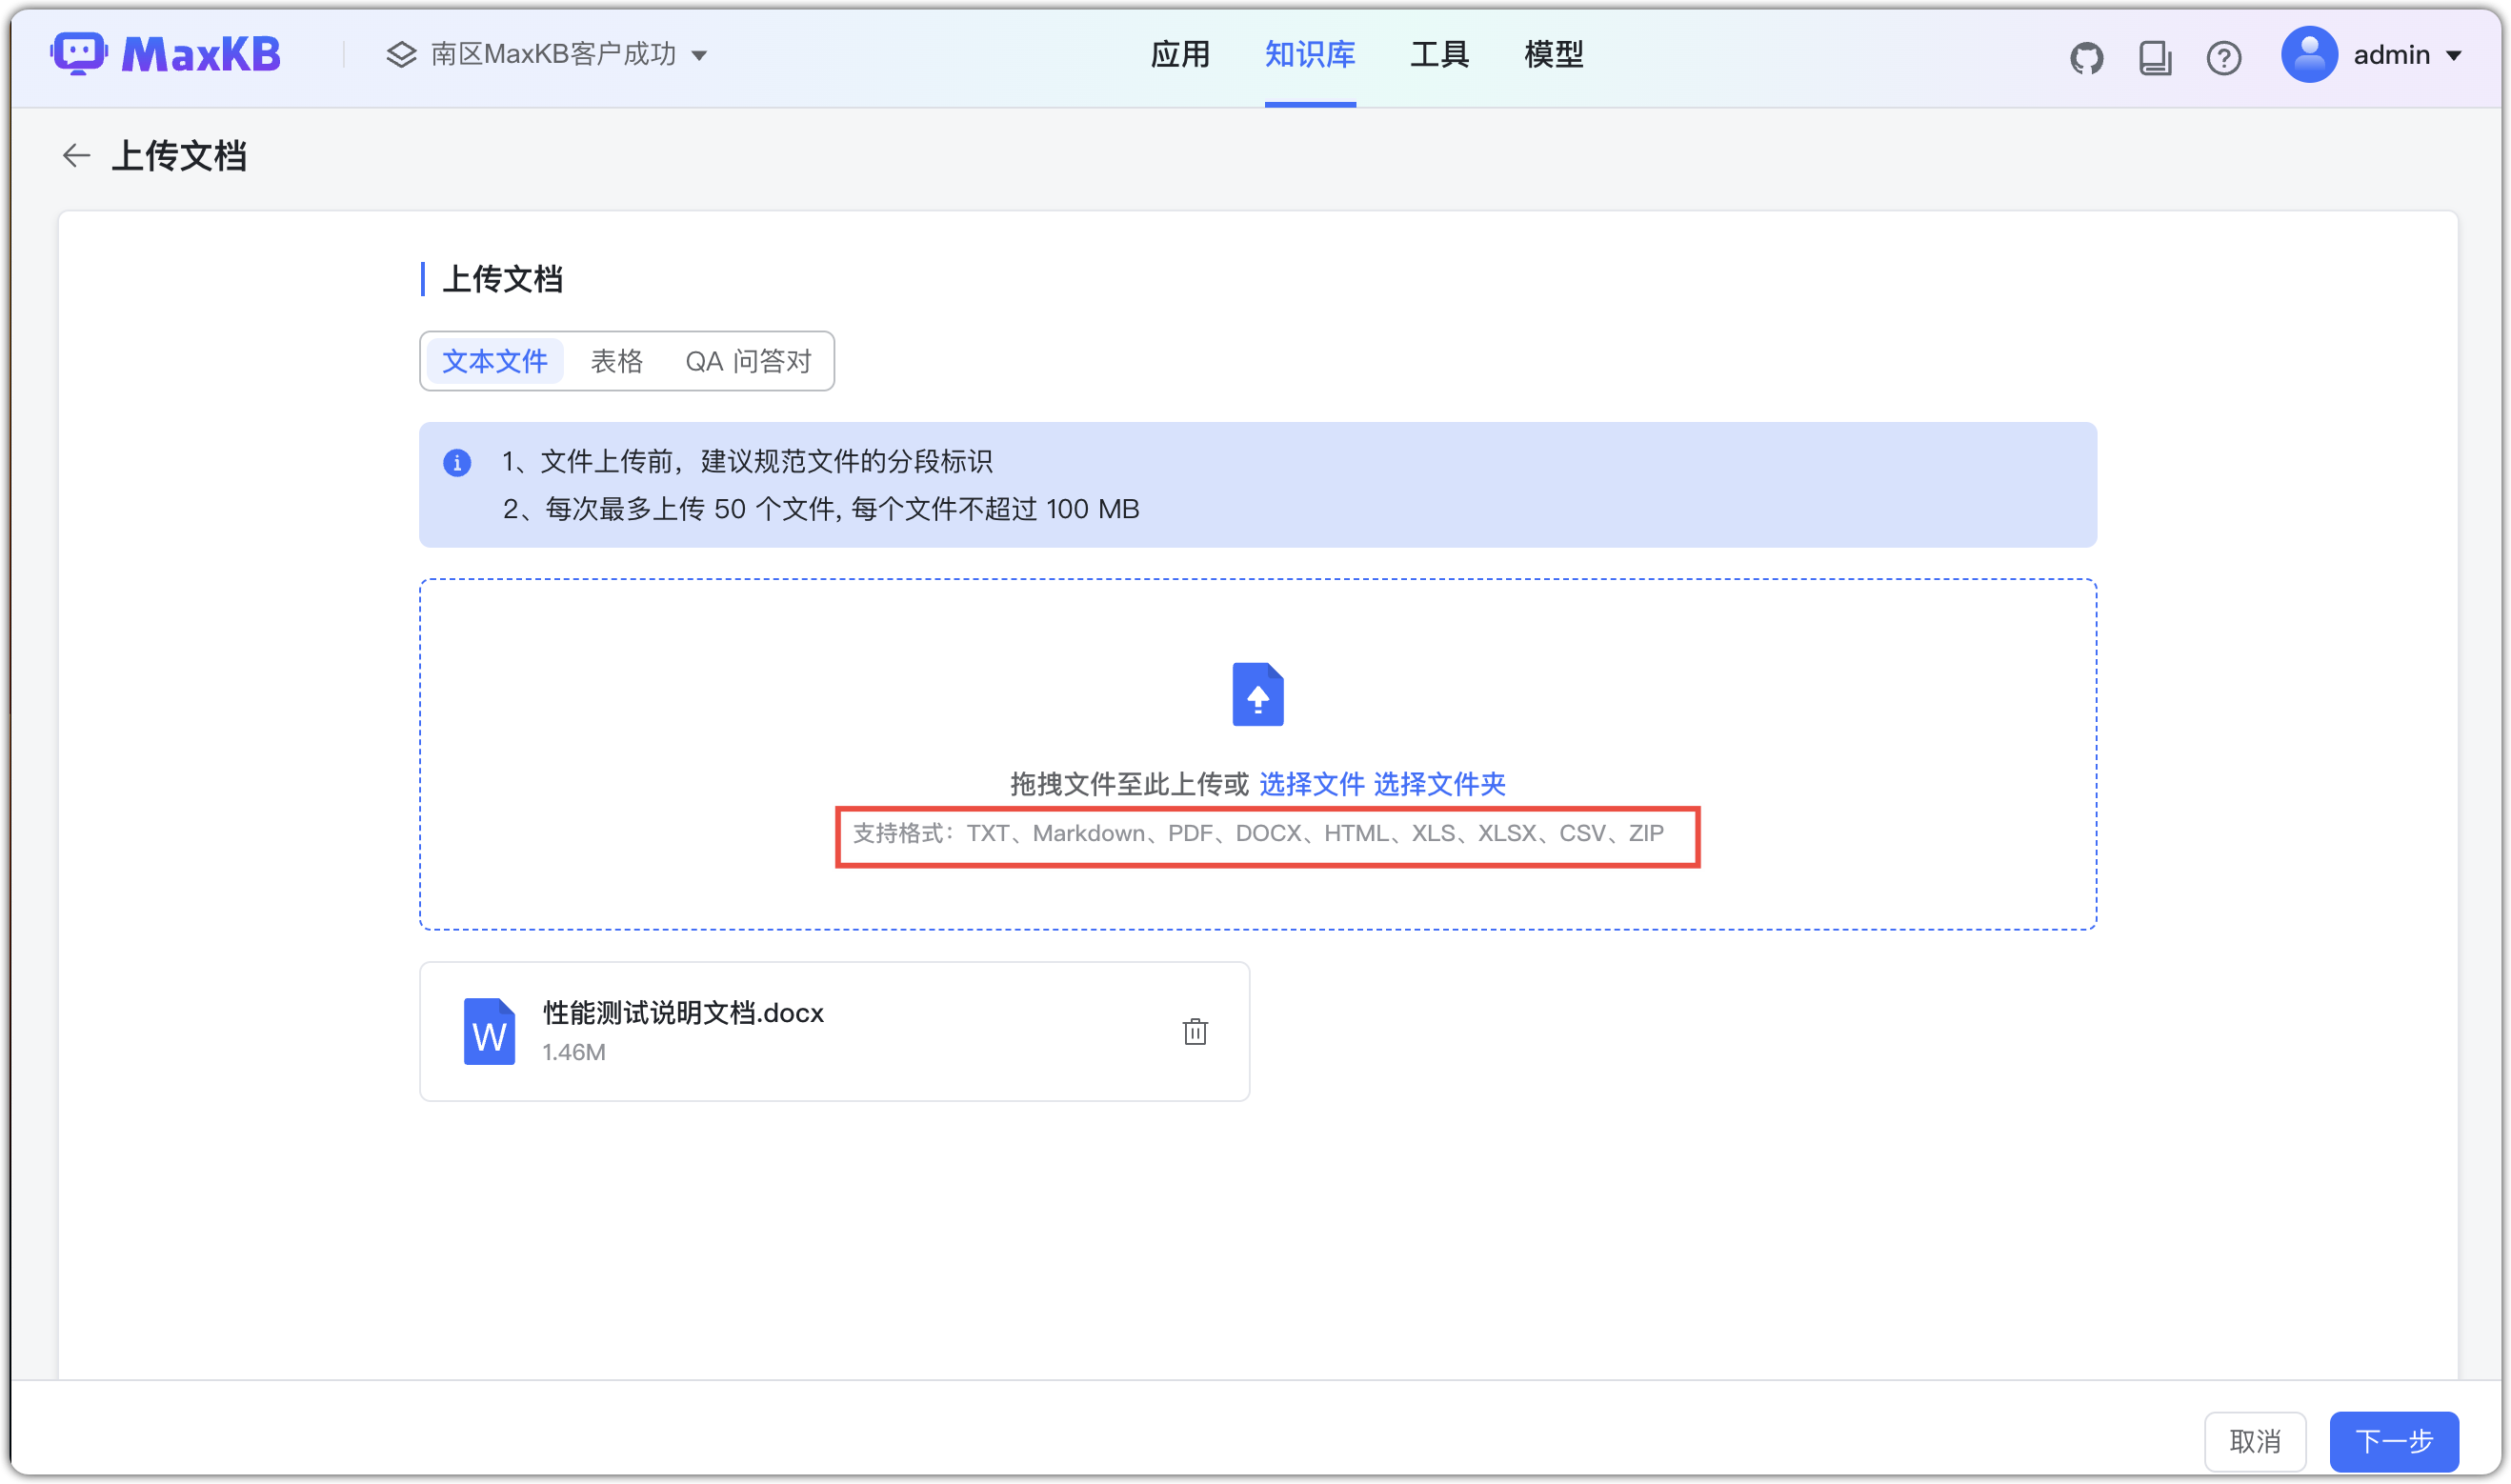 MaxKB
南区MaxKB客户成功
应用 知识库 工具 模型
admin
上传文档
上传文档
文本文件 表格 QA 问答对
1、文件上传前，建议规范文件的分段标识
2、每次最多上传 50 个文件, 每个文件不超过 100 MB
拖拽文件至此上传或 选择文件 选择文件夹
支持格式：TXT、Markdown、PDF、DOCX、HTML、XLS、XLSX、CSV、ZIP
W
性能测试说明文档.docx
1.46M
取消 下一步